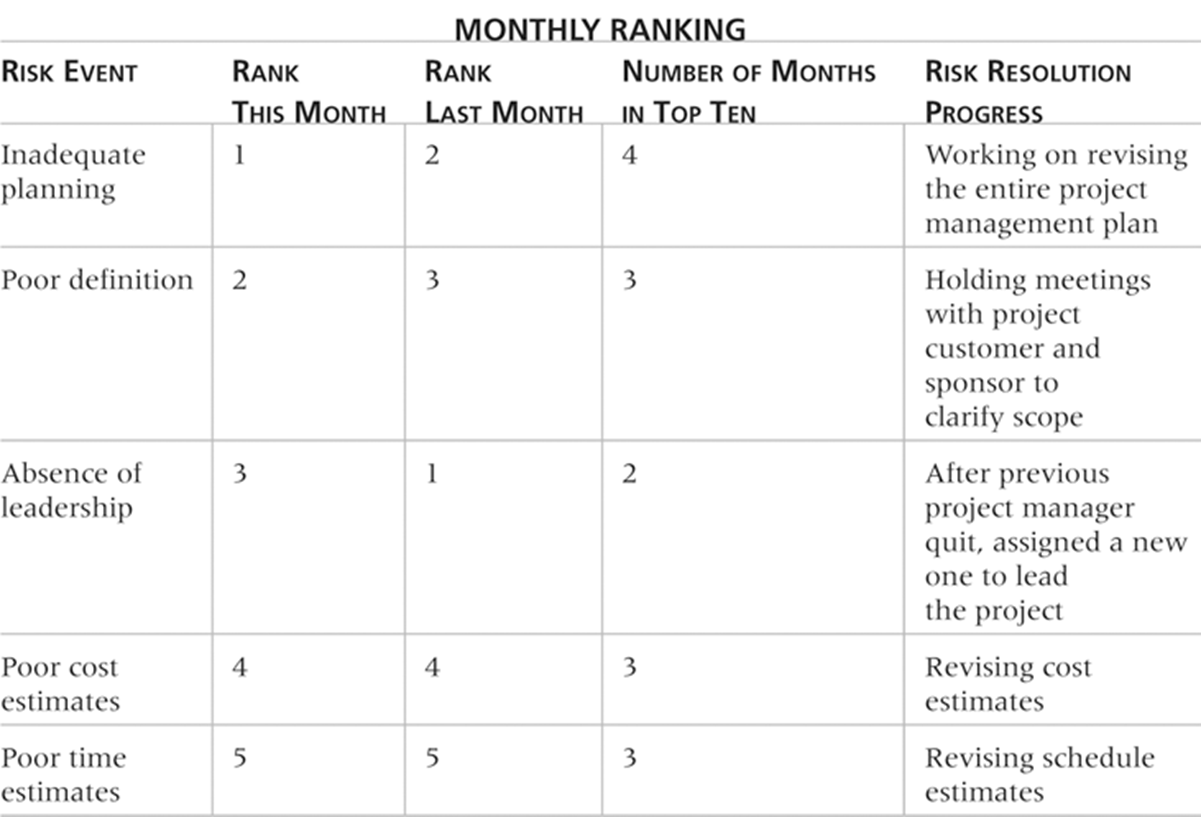 MONTHLY RANKING
RISK EVENT RANK RANK NUMBER OF MONTHS RISK RESOLUTION
THIS MONTH LAST MONTH IN TOP TEN PROGRESS
Inadequate 1 2 4 Working on revising
planning the entire project
management plan
Poor definition 2 3 3 Holding meetings
with project
customer and
sponsor to
clarify scope
Absence of 3 1 2 After previous
leadership project manager
quit, assigned a new
one to lead
the project
Poor cost 4 4 3 Revising cost
estimates estimates
Poor time 5 5 3 Revising schedule
estimates estimates